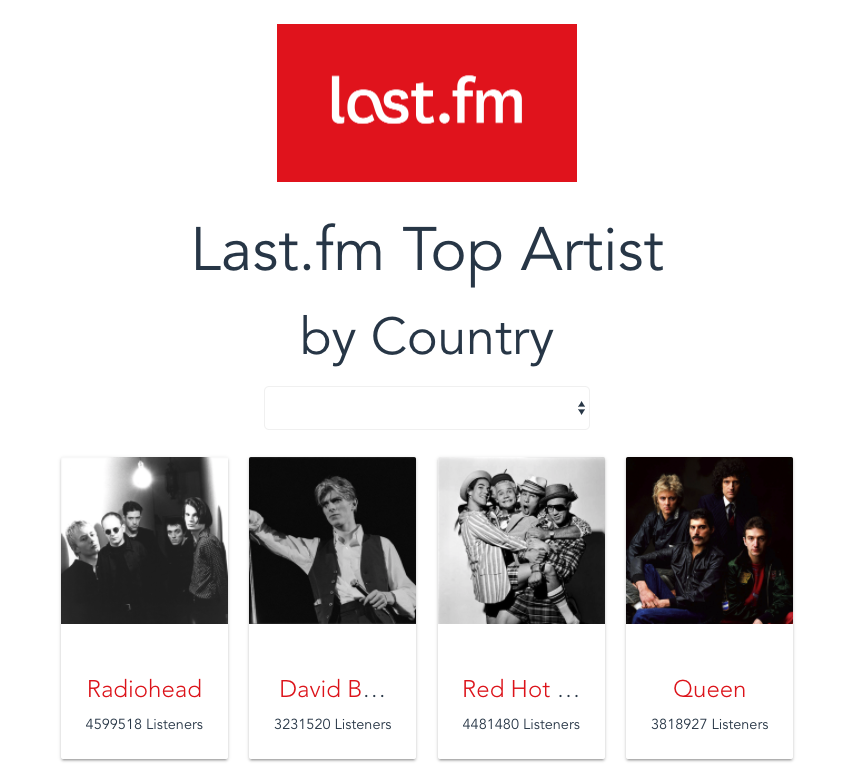 last.fm
Last.fm Top Artist
by Country
Radiohead
4599518 Listeners
David B...
3231520 Listeners
Red Hot ...
4481480 Listeners
Queen
3818927 Listeners